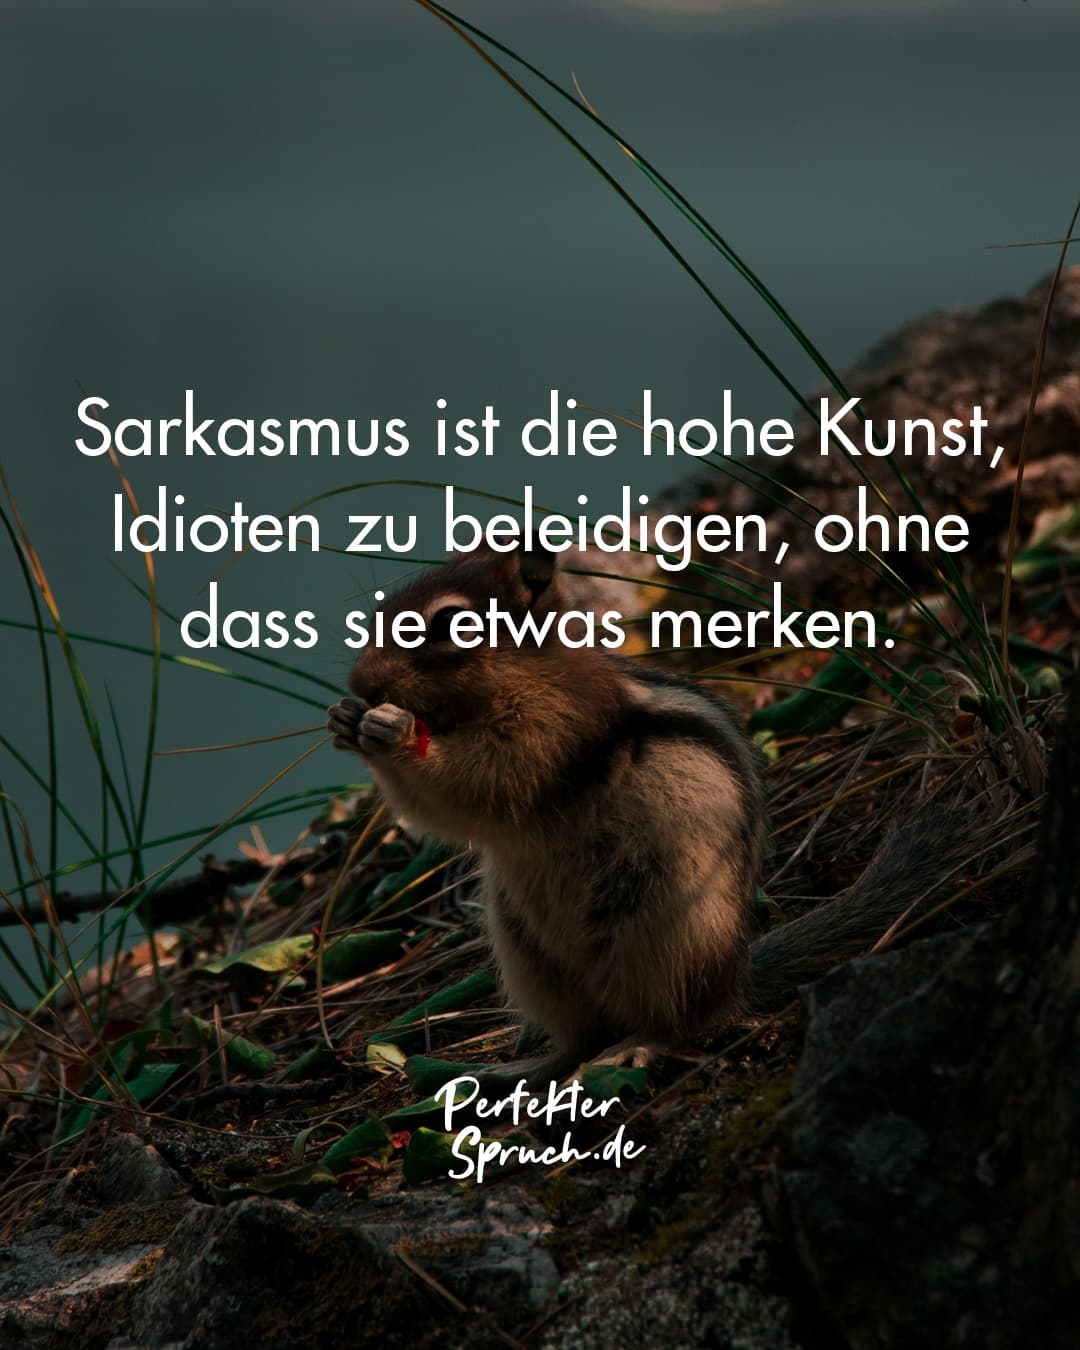 Sarkasmus ist die hohe Kunst,
Idioten zu beleidigen, ohne
dass sie etwas merken.
Perfekter
Spruch.de